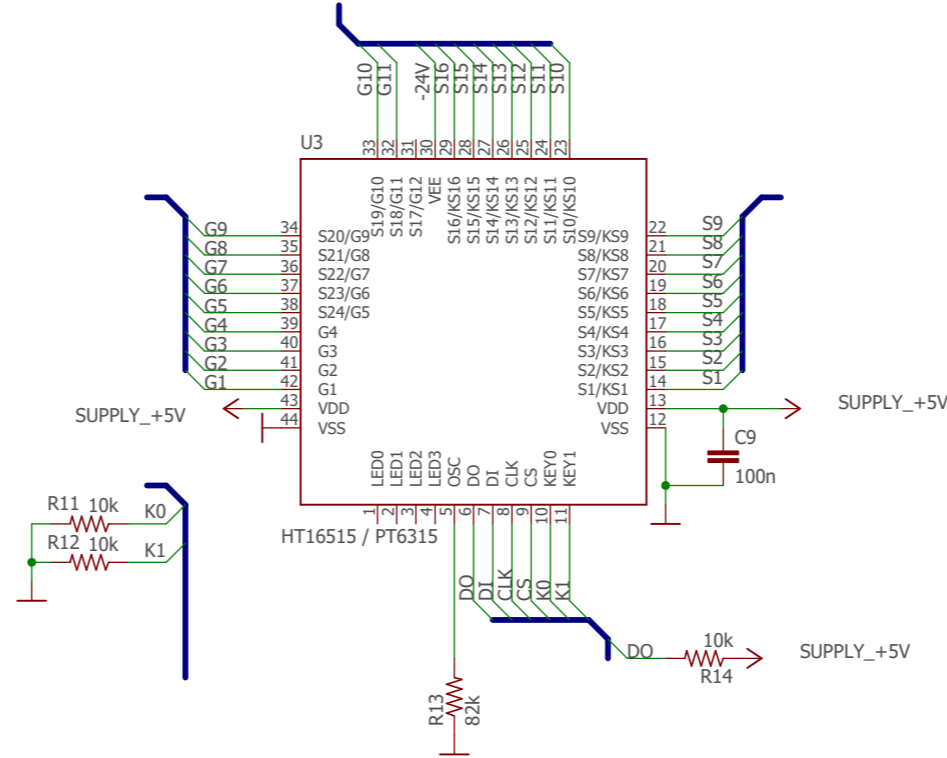 G10 G11 -24V S16 S15 S14 S13 S12 S11 S10
U3
33 32 31 30 29 28 27 26 25 24 23
S19/G10 S18/G11 S17/G12 VEE S16/KS16 S15/KS15 S14/KS14 S13/KS13 S12/KS12 S11/KS11 S10/KS10
G9 34 S20/G9 S9/KS9 22 S9
G8 35 S21/G8 S8/KS8 21 S8
G7 36 S22/G7 S7/KS7 20 S7
G6 37 S23/G6 S6/KS6 19 S6
G5 38 S24/G5 S5/KS5 18 S5
G4 39 G4 S4/KS4 17 S4
G3 40 G3 S3/KS3 16 S3
G2 41 G2 S2/KS2 15 S2
G1 42 G1 S1/KS1 14 S1
SUPPLY_+5V 43 VDD VDD 13 SUPPLY_+5V
44 VSS VSS 12
C9
100n
LED0 LED1 LED2 LED3 OSC DO DI CLK CS KEY0 KEY1
1 2 3 4 5 6 7 8 9 10 11
HT16515 / PT6315
R11 10k K0
R12 10k K1
DO DI CLK CS K0 K1
DO 10k SUPPLY_+5V
R14
R13 82k